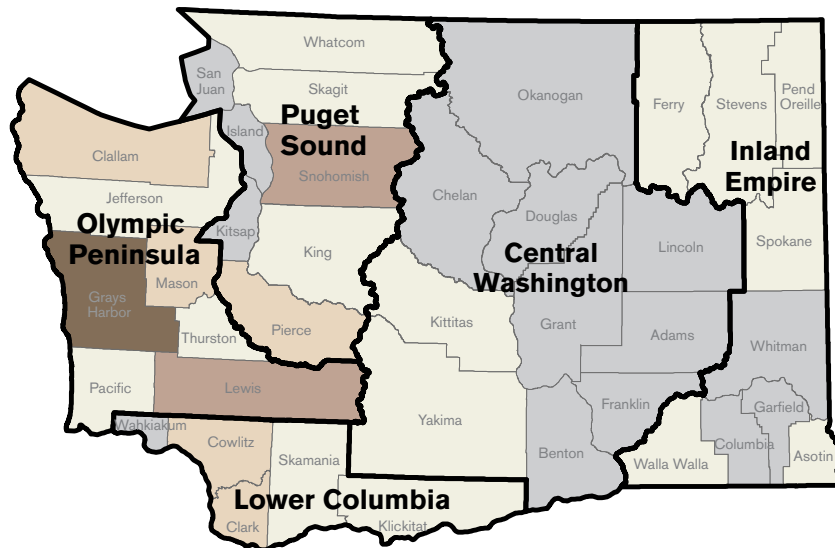 Whatcom
San
Juan
Skagit
Okanogan
Ferry
Stevens
Pend
Oreille
Puget
Sound
Island
Clallam
Snohomish
Inland
Empire
Jefferson
Chelan
Douglas
Olympic
Peninsula
Kitsap
King
Central
Washington
Lincoln
Spokane
Mason
Grays
Harbor
Thurston
Pierce
Kittitas
Grant
Adams
Whitman
Pacific
Lewis
Yakima
Franklin
Garfield
Wahkiakum
Cowlitz
Skamania
Benton
Walla Walla
Columbia
Asotin
Lower Columbia
Clark
Klickitat